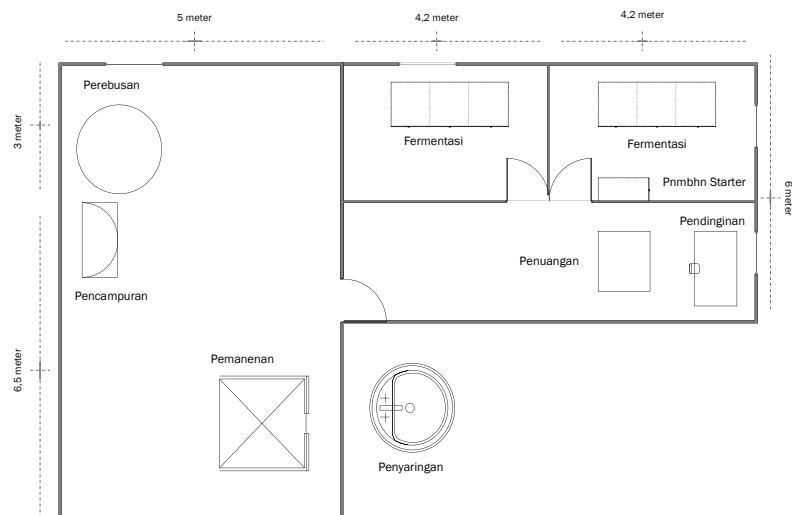 5 meter
4,2 meter
4,2 meter
Perebusan
3 meter
Fermentasi
Fermentasi
Pnmbhn Starter
6 meter
Pendinginan
Penuangan
Pencampuran
6,5 meter
Pemanenan
Penyaringan